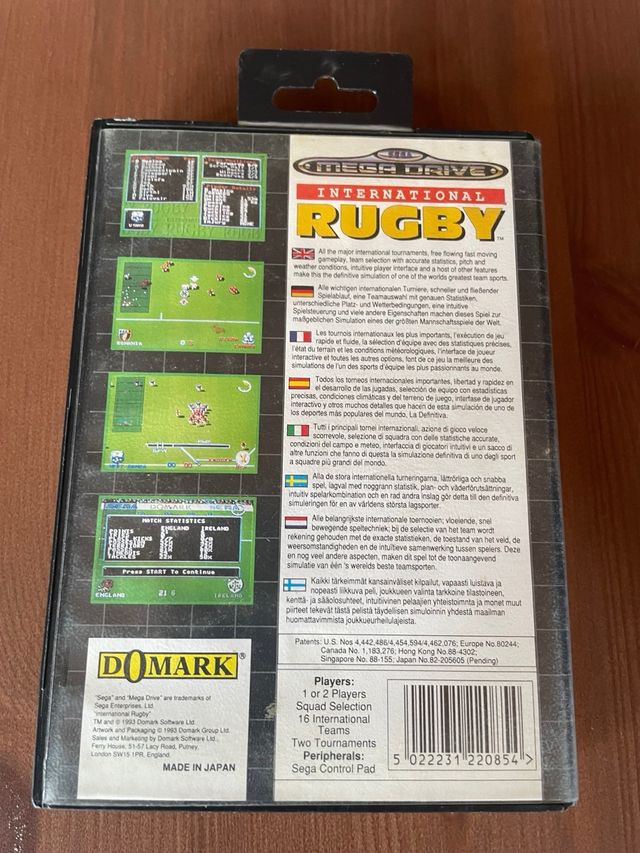 SEGA
MEGA DRIVE
INTERNATIONAL
RUGBY™
All the major international tournaments, free flowing fast moving
gameplay, team selection with accurate statistics, pitch and
weather conditions, intuitive player interface and a host of other features
make this the definitive simulation of one of the worlds greatest team sports.
Alle wichtigen internationalen Turniere, schneller und fließender
Spielablauf, eine Teamauswahl mit genauen Statistiken,
unterschiedliche Platz- und Wetterbedingungen, eine intuitive
Spielsteuerung und viele andere Eigenschaften machen dieses Spiel zur
maßgeblichen Simulation einer der größten Mannschaftsspiele der Welt.
Les tournois internationaux les plus importants, l'exécution de jeu
rapide et fluide, la sélection d'équipe avec des statistiques précises,
l'état du terrain et les conditions météorologiques, l'interface de joueur
interactive et toutes les autres options, font de ce jeu la meilleure des
simulations de l'un des sports d'équipe les plus passionnants au monde.
Todos los torneos internacionales importantes, libertad y rapidez en
el desarrollo de las jugadas, selección de equipo con estadísticas
precisas, condiciones climáticas y del terreno de juego, interfase de jugador
interactivo y otros muchos detalles que hacen de esta simulación de uno de
los deportes más populares del mundo, La Definitiva.
Tutti i principali tornei internazionali, azione di gioco veloce
scorrevole, selezione di squadra con delle statistiche accurate,
condizioni del campo e meteo, interfaccia di giocatori intuitiva e un sacco di
altre funzioni che fanno di questa la simulazione definitiva di uno degli sport
a squadre più grandi del mondo.
Alla de stora internationella turneringarna, lättrörliga och snabba
spel, lagval med noggrann statistik, plan- och väderförutsättningar,
intuitiv spelarkombination och en rad andra inslag gör detta till den definitiva
simuleringen för en av världens största lagsporter.
Alle belangrijkste internationale toernooien; vloeiende, snel
bewegende speltechniek; bij de selectie van het team wordt
rekening gehouden met de exacte statistieken, de toestand van het veld, de
weersomstandigheden en de intuïtieve samenwerking tussen spelers. Deze
en nog veel andere aspekten, maken dit spel tot de toonaangevende
simulatie van één 's werelds beste teamsporten.
Kaikki tärkeimmät kansainväliset kilpailut, vapaasti luistava ja
nopeasti liikkuva peli, joukkueen valinta tarkkoine tilastoineen,
kenttä- ja sääolosuhteet, intuitiivinen pelaajien yhteistoiminta ja monet muut
piirteet tekevät tästä pelistä täydellisen simuloinnin yhdestä maailman
huomattavimmista joukkueurheilulajeista.
Patents: U.S. Nos 4,442,486/4,454,594/4,462,076; Europe No.80244;
Canada No. 1,183,276; Hong Kong No.88-4302;
Singapore No. 88-155; Japan No.82-205605 (Pending)
Players:
1 or 2 Players
Squad Selection
16 International
Teams
Two Tournaments
Peripherals:
Sega Control Pad
5 022231 220854 >
DOMARK
MATCH STATISTICS
ENGLAND IRELAND
POINTS
Press START To Continue
ENGLAND 21 6 IRELAND
DOMARK®
"Sega" and "Mega Drive" are trademarks of
Sega Enterprises, Ltd.
"International Rugby"
TM and © 1993 Domark Software Ltd.
Artwork and Packaging © 1993 Domark Group Ltd.
Sales and Marketing by Domark Software Ltd.,
Ferry House, 51-57 Lacy Road, Putney,
London SW15 1PR, England.
MADE IN JAPAN